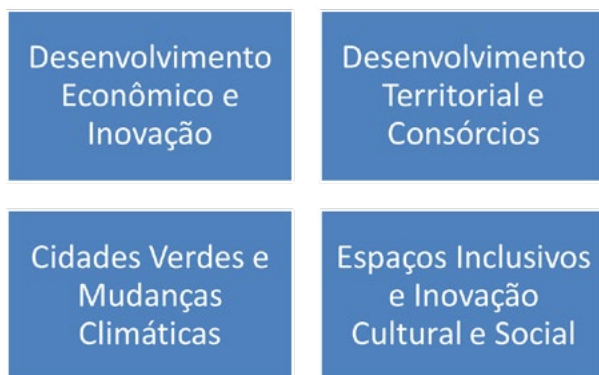 Desenvolvimento
Econômico e
Inovação
Desenvolvimento
Territorial e
Consórcios
Cidades Verdes e
Mudanças
Climáticas
Espaços Inclusivos
e Inovação
Cultural e Social